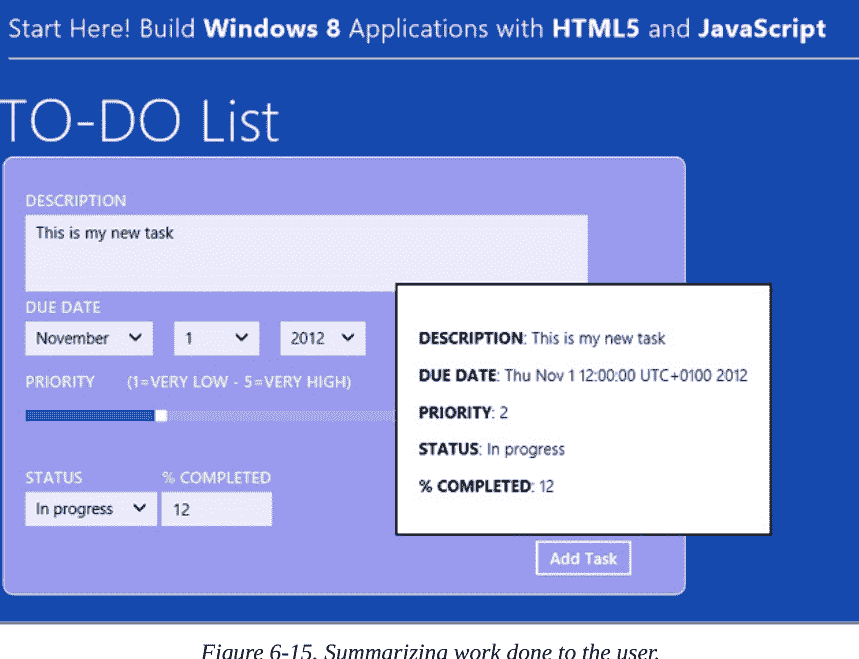 Start Here! Build Windows 8 Applications with HTML5 and JavaScript
TO-DO List
DESCRIPTION
This is my new task
DUE DATE
November 1 2012
PRIORITY (1=VERY LOW - 5=VERY HIGH)
STATUS % COMPLETED
In progress 12
DESCRIPTION: This is my new task
DUE DATE: Thu Nov 1 12:00:00 UTC+0100 2012
PRIORITY: 2
STATUS: In progress
% COMPLETED: 12
Add Task
Figure 6-15. Summarizing work done to the user.